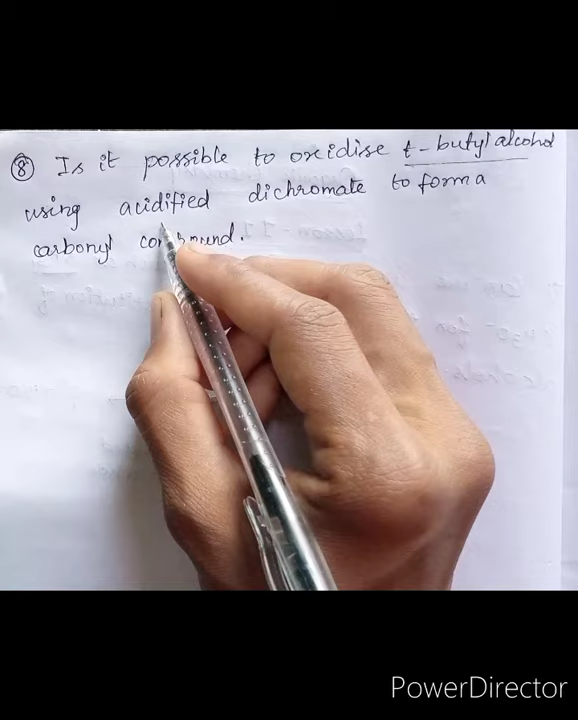 ⑧ Is it possible to oxidise t-butyl alcohol
using acidified dichromate to form a
carbonyl compound.
PowerDirector